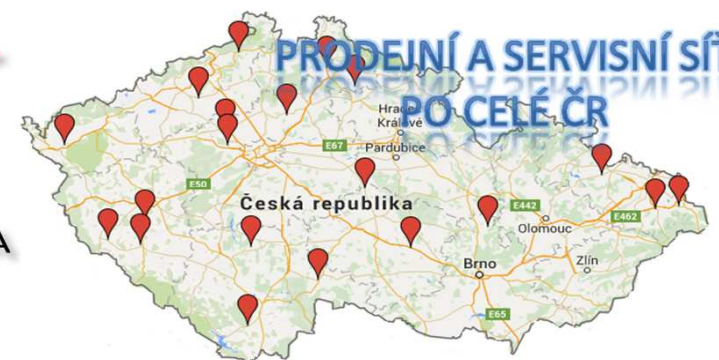 PRODEJNÍ A SERVISNÍ SÍŤ
PO CELÉ ČR
Hradec
Králové
Pardubice
E67
E50
Česká republika
E442
Olomouc
E462
Brno
Zlín
E65
A